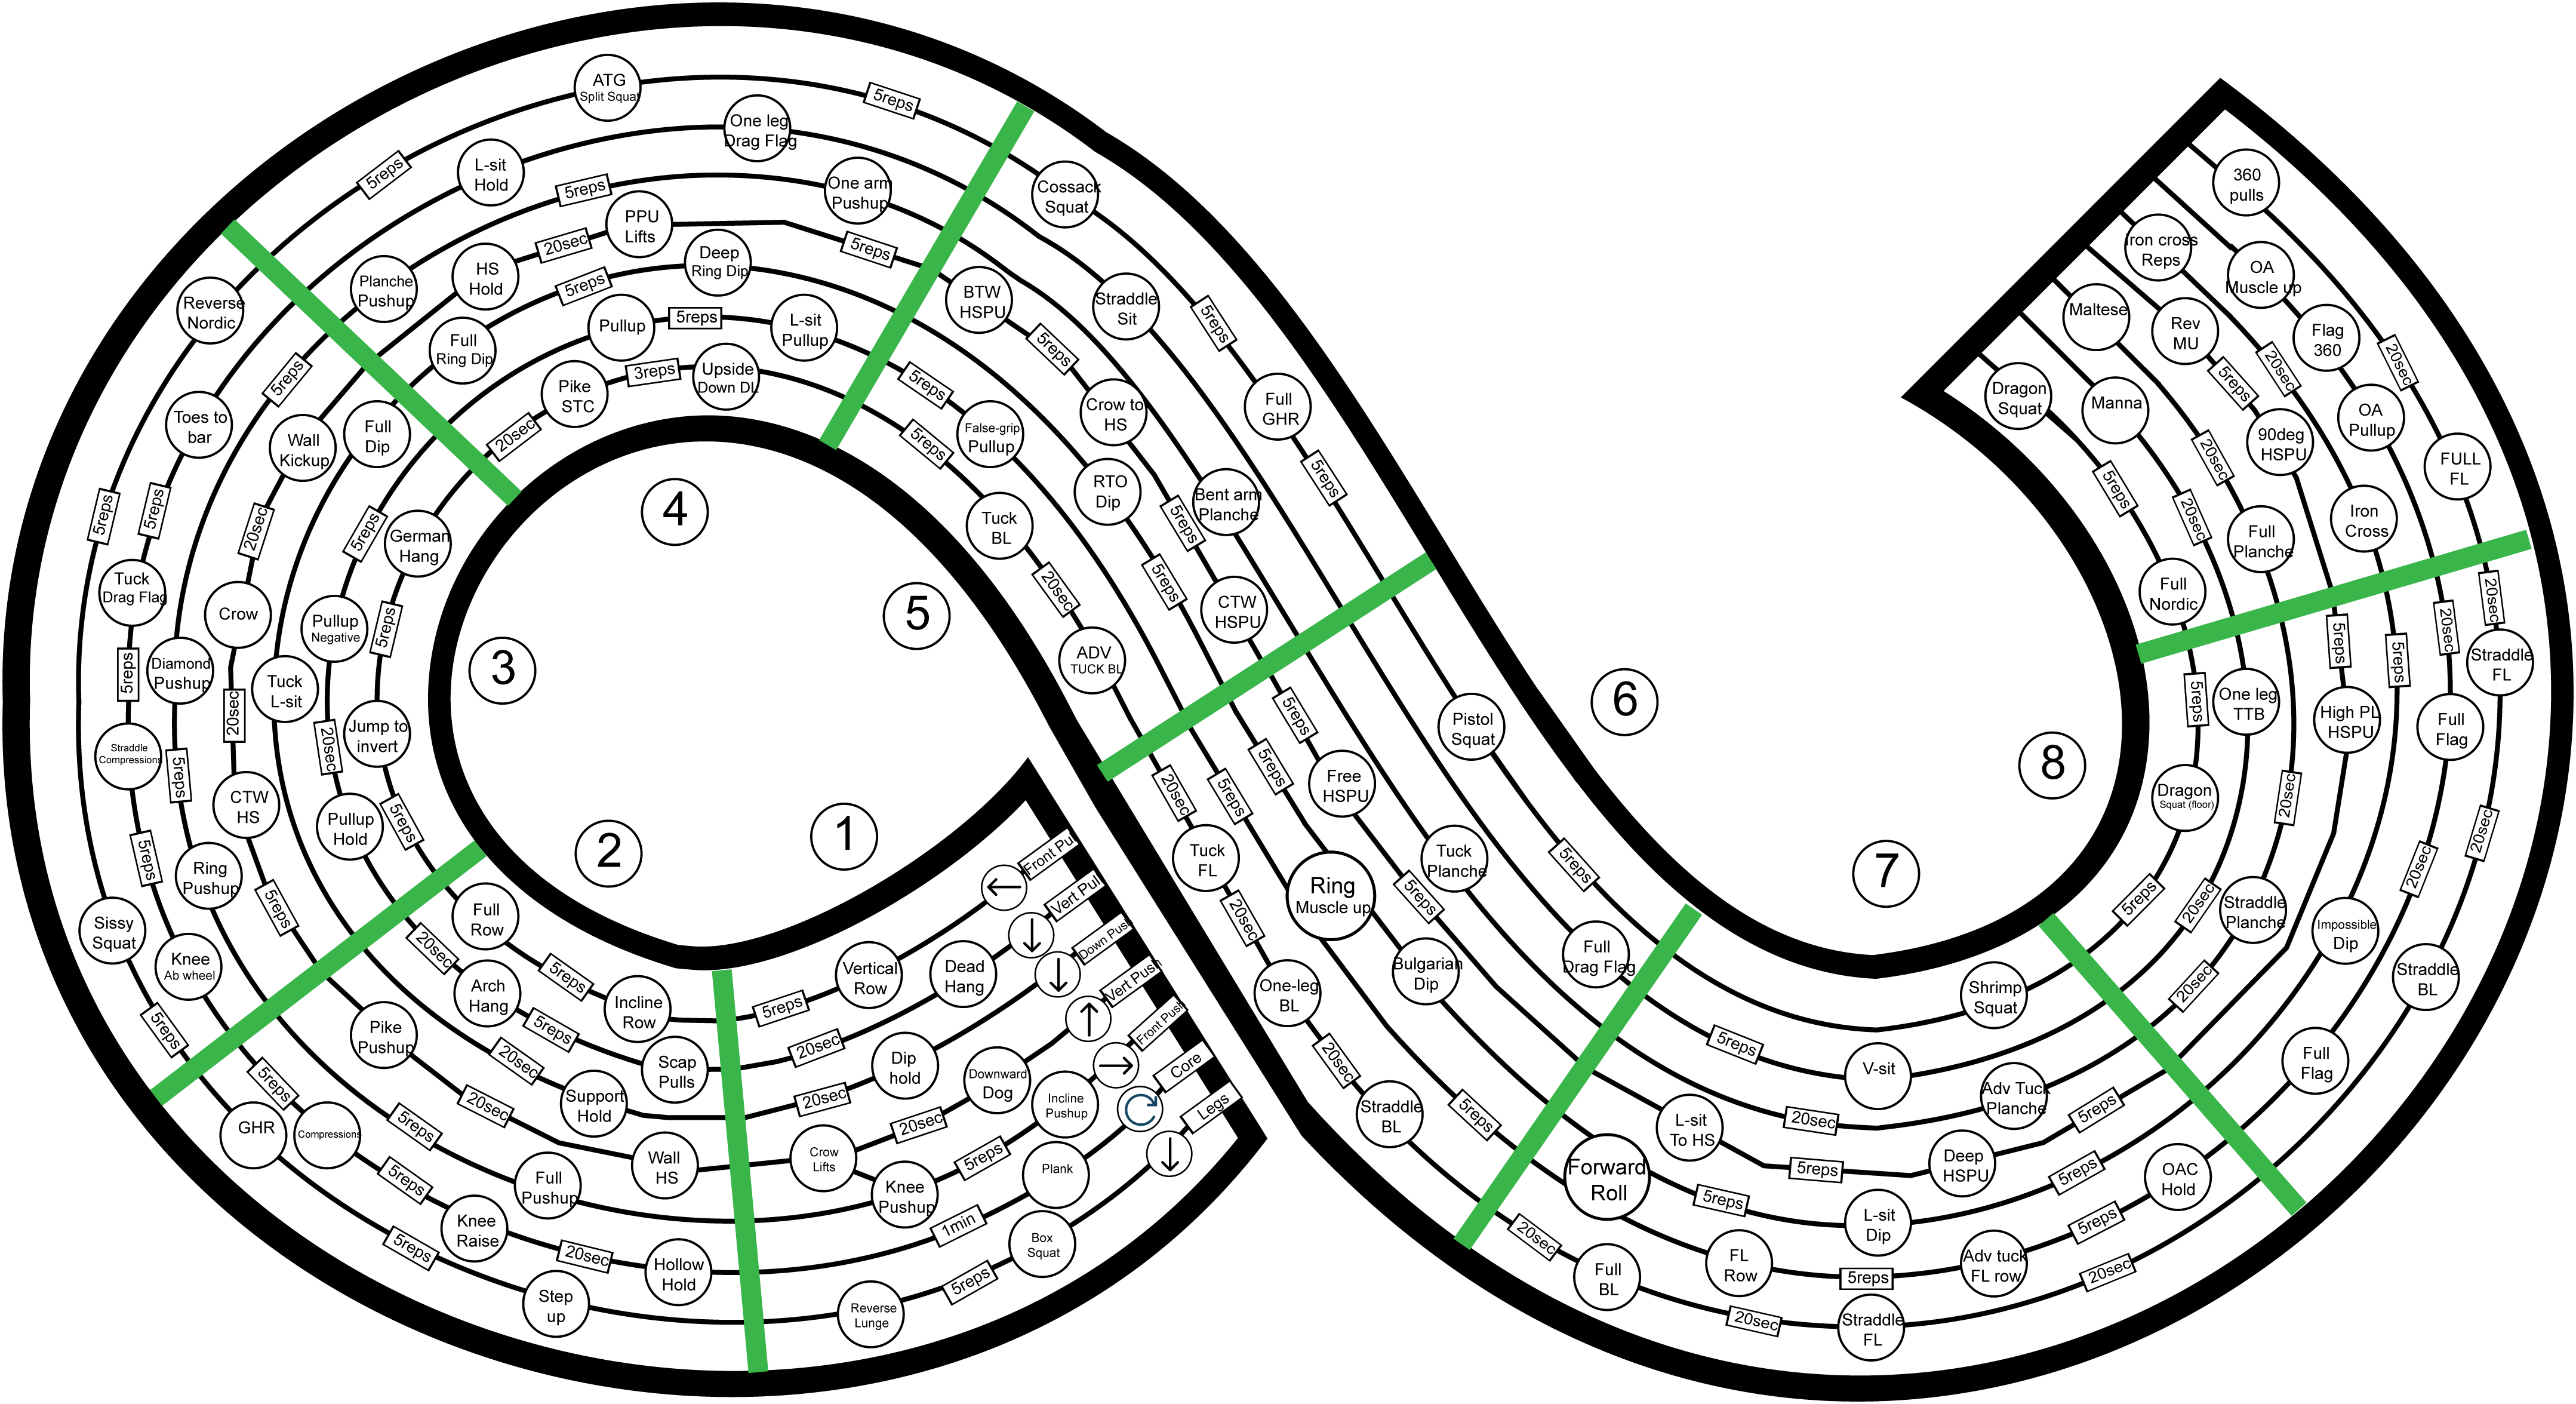 ATG
Split Squat
5reps
5reps
One leg
Drag Flag
L-sit
Hold
5reps
One arm
Pushup
PPU
Lifts
20sec
5reps
HS
Hold
Planche
Pushup
Deep
Ring Dip
5reps
Full
Ring Dip
Pullup
5reps
L-sit
Pullup
Pike
STC
3reps
Upside
Down DL
20sec
4
Reverse
Nordic
Toes to
bar
5reps
Wall
Kickup
Full
Dip
5reps
5reps
20sec
5reps
German
Hang
Tuck
Drag Flag
Crow
Pullup
Negative
5reps
5reps
Diamond
Pushup
Tuck
L-sit
3
Straddle
Compressions
5reps
20sec
20sec
Jump to
invert
CTW
HS
Pullup
Hold
5reps
5reps
Ring
Pushup
5reps
Sissy
Squat
Knee
Ab wheel
5reps
2
Full
Row
20sec
Arch
Hang
5reps
Incline
Row
5reps
Scap
Pulls
Pike
Pushup
20sec
Support
Hold
20sec
Wall
HS
5reps
GHR
Compressions
5reps
Full
Pushup
5reps
Knee
Raise
20sec
Hollow
Hold
5reps
Step
up
1
Front Pu
Vert Pul
Down Pus
Vert Push
Front Push
Core
Legs
Vertical
Row
5reps
Dead
Hang
20sec
Dip
hold
20sec
Downward
Dog
20sec
Crow
Lifts
Incline
Pushup
5reps
Knee
Pushup
Plank
1min
Box
Squat
5reps
Reverse
Lunge
5
Cossack
Squat
BTW
HSPU
Straddle
Sit
5reps
5reps
5reps
False-grip
Pullup
Crow to
HS
Full
GHR
5reps
Tuck
BL
RTO
Dip
5reps
Bent arm
Planche
5reps
20sec
5reps
CTW
HSPU
ADV
TUCK BL
6
Pistol
Squat
5reps
5reps
20sec
5reps
Free
HSPU
Tuck
FL
Ring
Muscle up
Tuck
Planche
5reps
20sec
5reps
Bulgarian
Dip
Full
Drag Flag
One-leg
BL
20sec
Straddle
BL
5reps
7
Shrimp
Squat
5reps
V-sit
L-sit
To HS
20sec
Adv Tuck
Planche
5reps
Forward
Roll
5reps
Deep
HSPU
5reps
L-sit
Dip
5reps
OAC
Hold
20sec
FL
Row
5reps
Adv tuck
FL row
5reps
Full
BL
20sec
Straddle
FL
20sec
8
5reps
One leg
TTB
5reps
5reps
20sec
20sec
Straddle
FL
High PL
HSPU
Full
Flag
Dragon
Squat (floor)
20sec
20sec
20sec
5reps
20sec
Straddle
Planche
Impossible
Dip
20sec
Straddle
BL
Full
Flag
360
pulls
Iron cross
Reps
OA
Muscle up
Maltese
Rev
MU
Flag
360
20sec
5reps
20sec
Dragon
Squat
Manna
OA
Pullup
90deg
HSPU
20sec
FULL
FL
5reps
20sec
Full
Planche
Iron
Cross
Full
Nordic